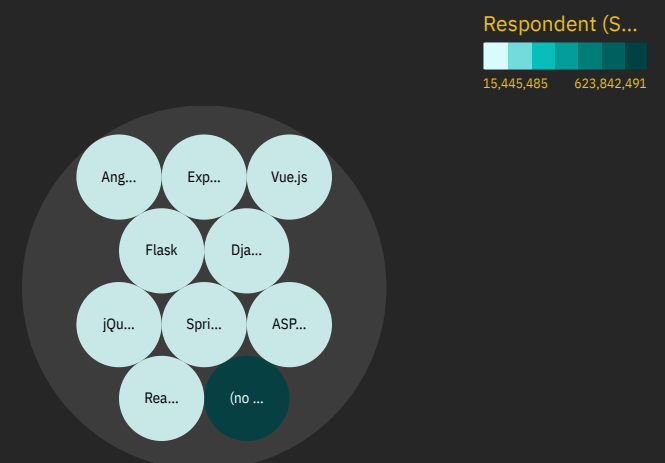 Respondent (S...
15,445,485 623,842,491
Ang... Exp... Vue.js
Flask Dja...
jQu... Spri... ASP...
Rea... (no ...